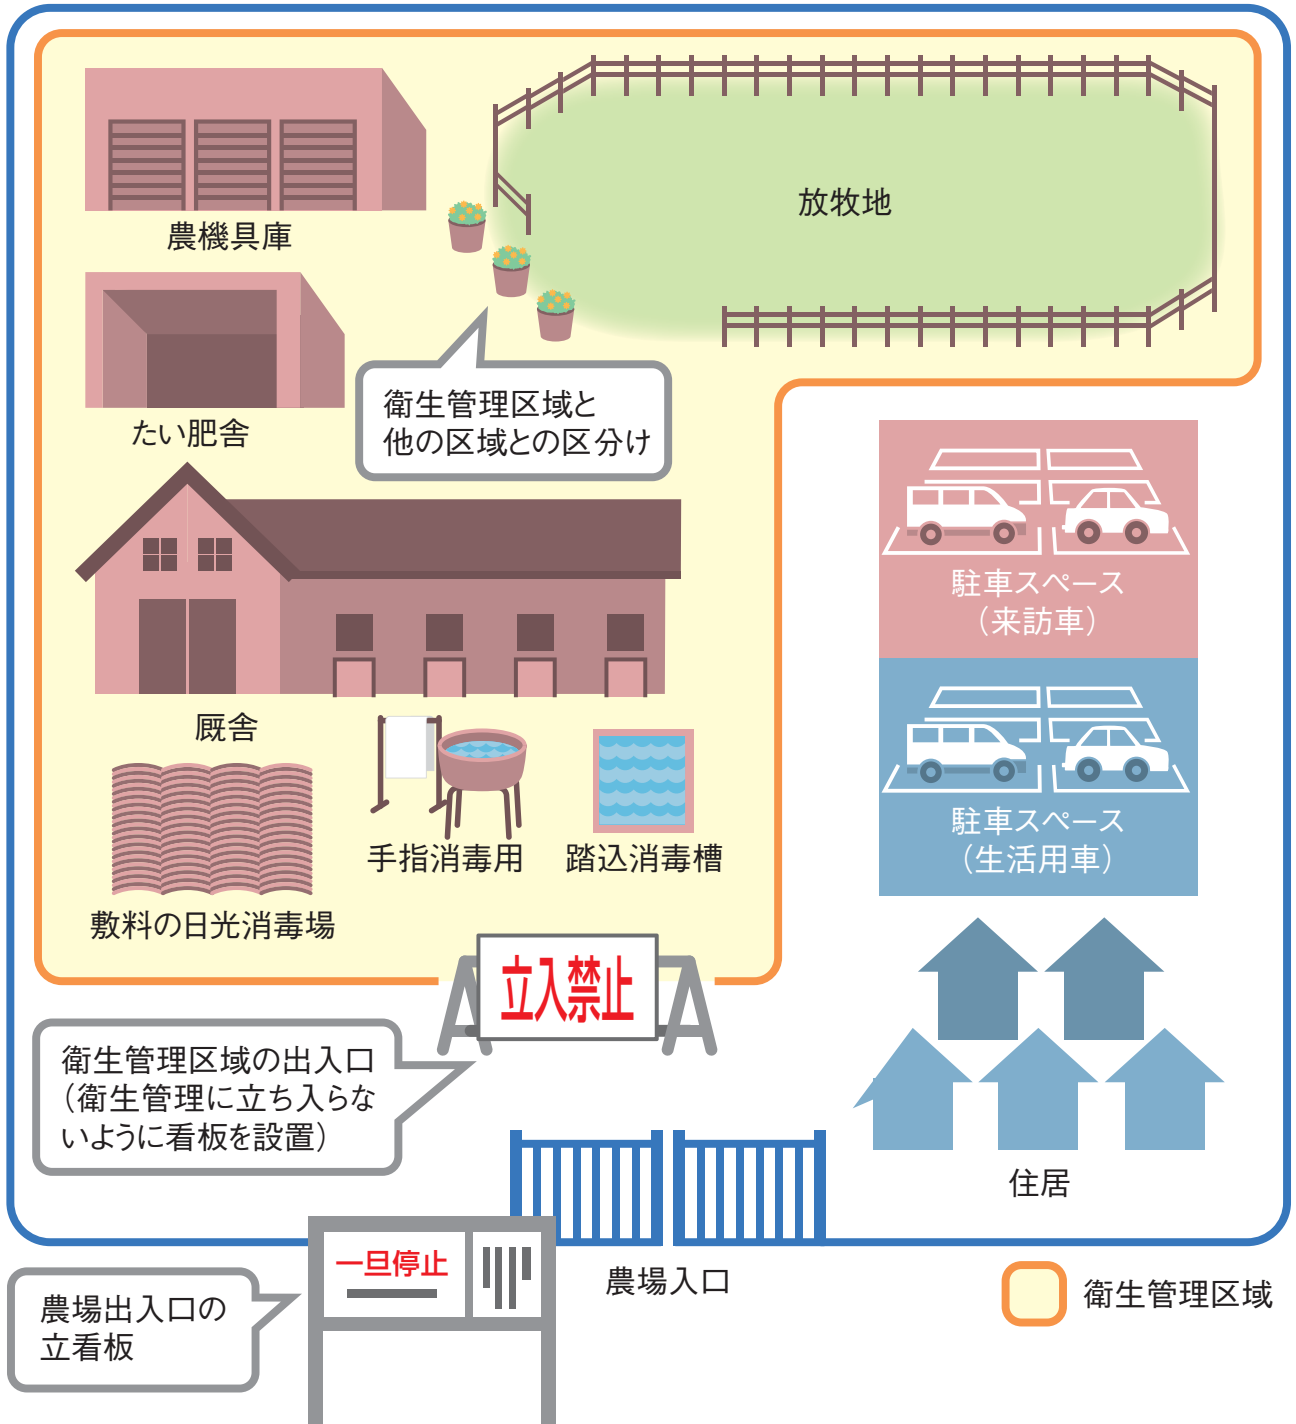 放牧地
農機具庫
たい肥舎
衛生管理区域と
他の区域との区分け
駐車スペース
（来訪車）
厩舎
駐車スペース
（生活用車）
手指消毒用
踏込消毒槽
敷料の日光消毒場
立入禁止
衛生管理区域の出入口
（衛生管理に立ち入らな
いように看板を設置）
住居
一旦停止
農場入口
衛生管理区域
農場出入口の
立看板